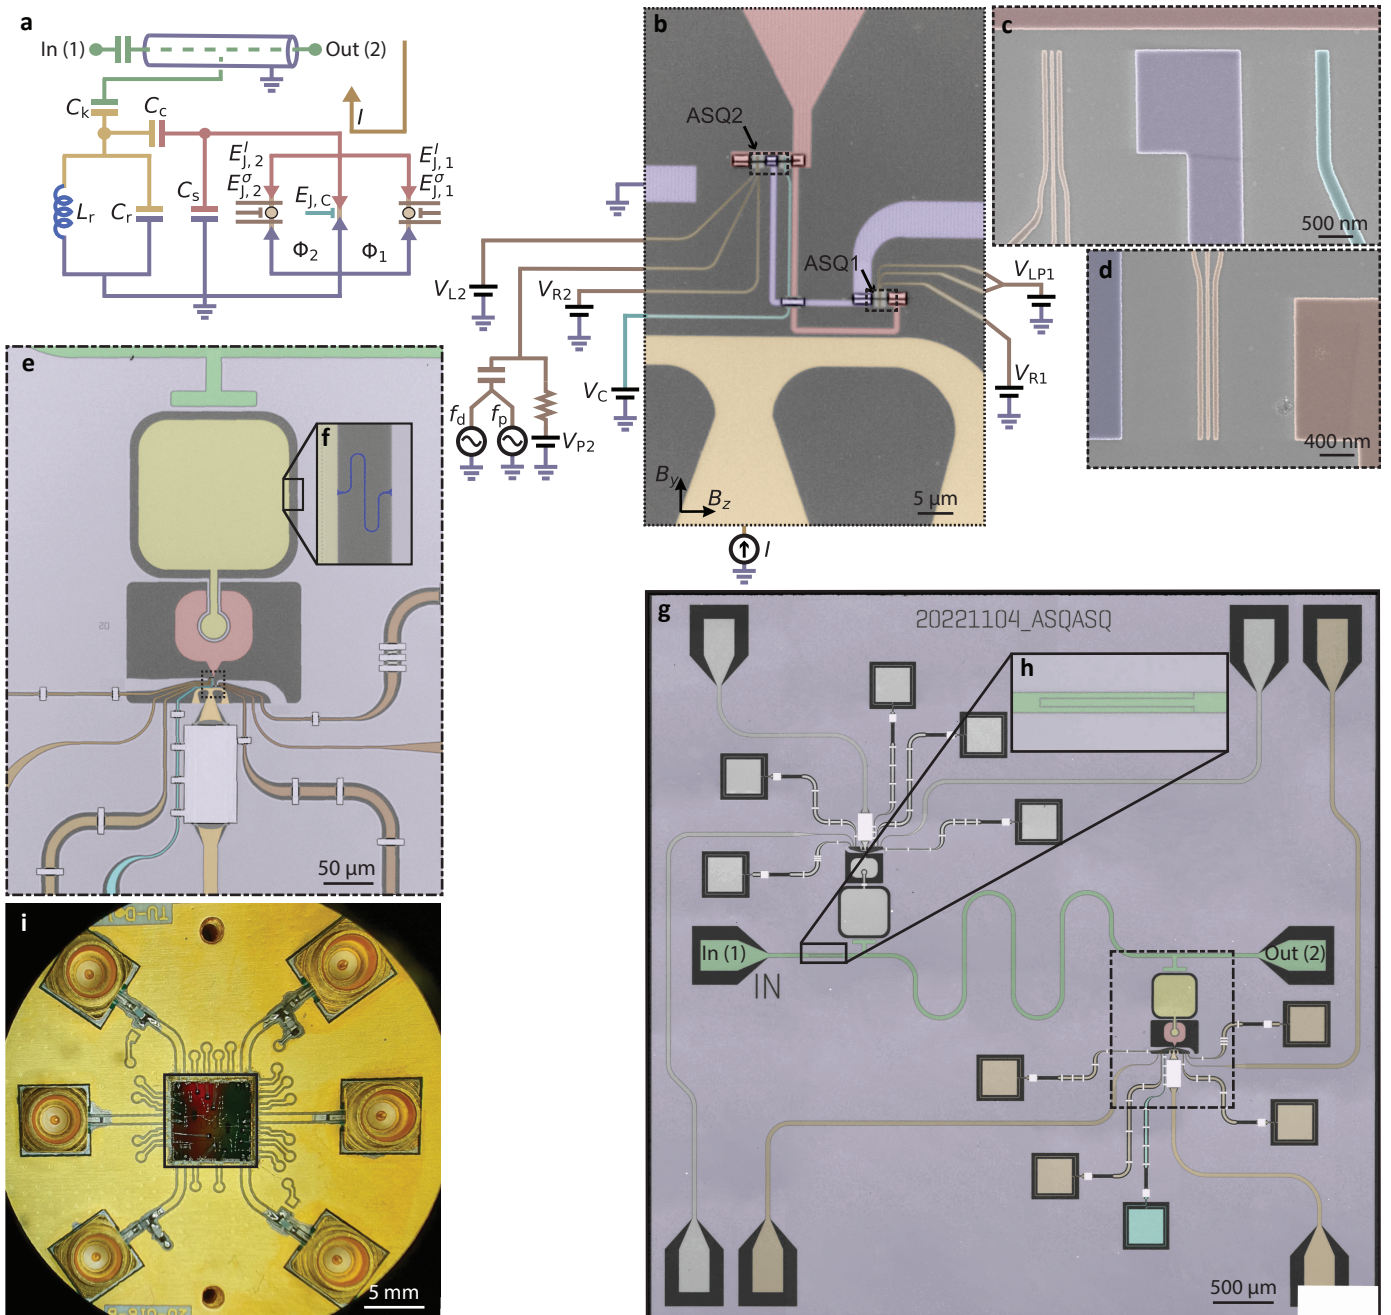 a
In (1)
Out (2)
C_k
C_c
I
E^l_J,2
E^σ_J,2
E^l_J,1
E^σ_J,1
E_J,C
L_r
C_r
C_s
Φ_2
Φ_1
b
ASQ2
ASQ1
V_L2
V_R2
V_C
f_d
f_p
V_P2
V_LP1
V_R1
B_y
B_z
5 μm
I
c
500 nm
d
400 nm
e
f
20
50 μm
g
20221104_ASQASQ
h
In (1)
IN
Out (2)
500 μm
i
5 mm